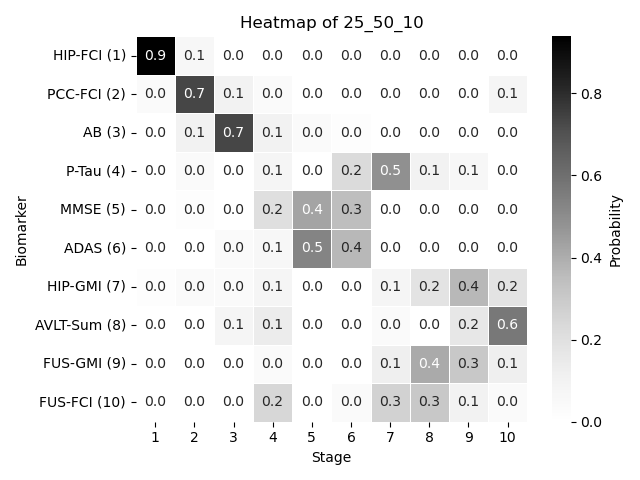 Heatmap of 25_50_10
HIP-FCI (1) 0.9 0.1 0.0 0.0 0.0 0.0 0.0 0.0 0.0 0.0
PCC-FCI (2) 0.0 0.7 0.1 0.0 0.0 0.0 0.0 0.0 0.0 0.1
AB (3) 0.0 0.1 0.7 0.1 0.0 0.0 0.0 0.0 0.0 0.0
P-Tau (4) 0.0 0.0 0.0 0.1 0.0 0.2 0.5 0.1 0.1 0.0
MMSE (5) 0.0 0.0 0.0 0.2 0.4 0.3 0.0 0.0 0.0 0.0
ADAS (6) 0.0 0.0 0.0 0.1 0.5 0.4 0.0 0.0 0.0 0.0
HIP-GMI (7) 0.0 0.0 0.0 0.1 0.0 0.0 0.1 0.2 0.4 0.2
AVLT-Sum (8) 0.0 0.0 0.1 0.1 0.0 0.0 0.0 0.0 0.2 0.6
FUS-GMI (9) 0.0 0.0 0.0 0.0 0.0 0.0 0.1 0.4 0.3 0.1
FUS-FCI (10) 0.0 0.0 0.0 0.2 0.0 0.0 0.3 0.3 0.1 0.0
1 2 3 4 5 6 7 8 9 10
Stage
Biomarker
0.8
0.6
0.4
0.2
0.0
Probability